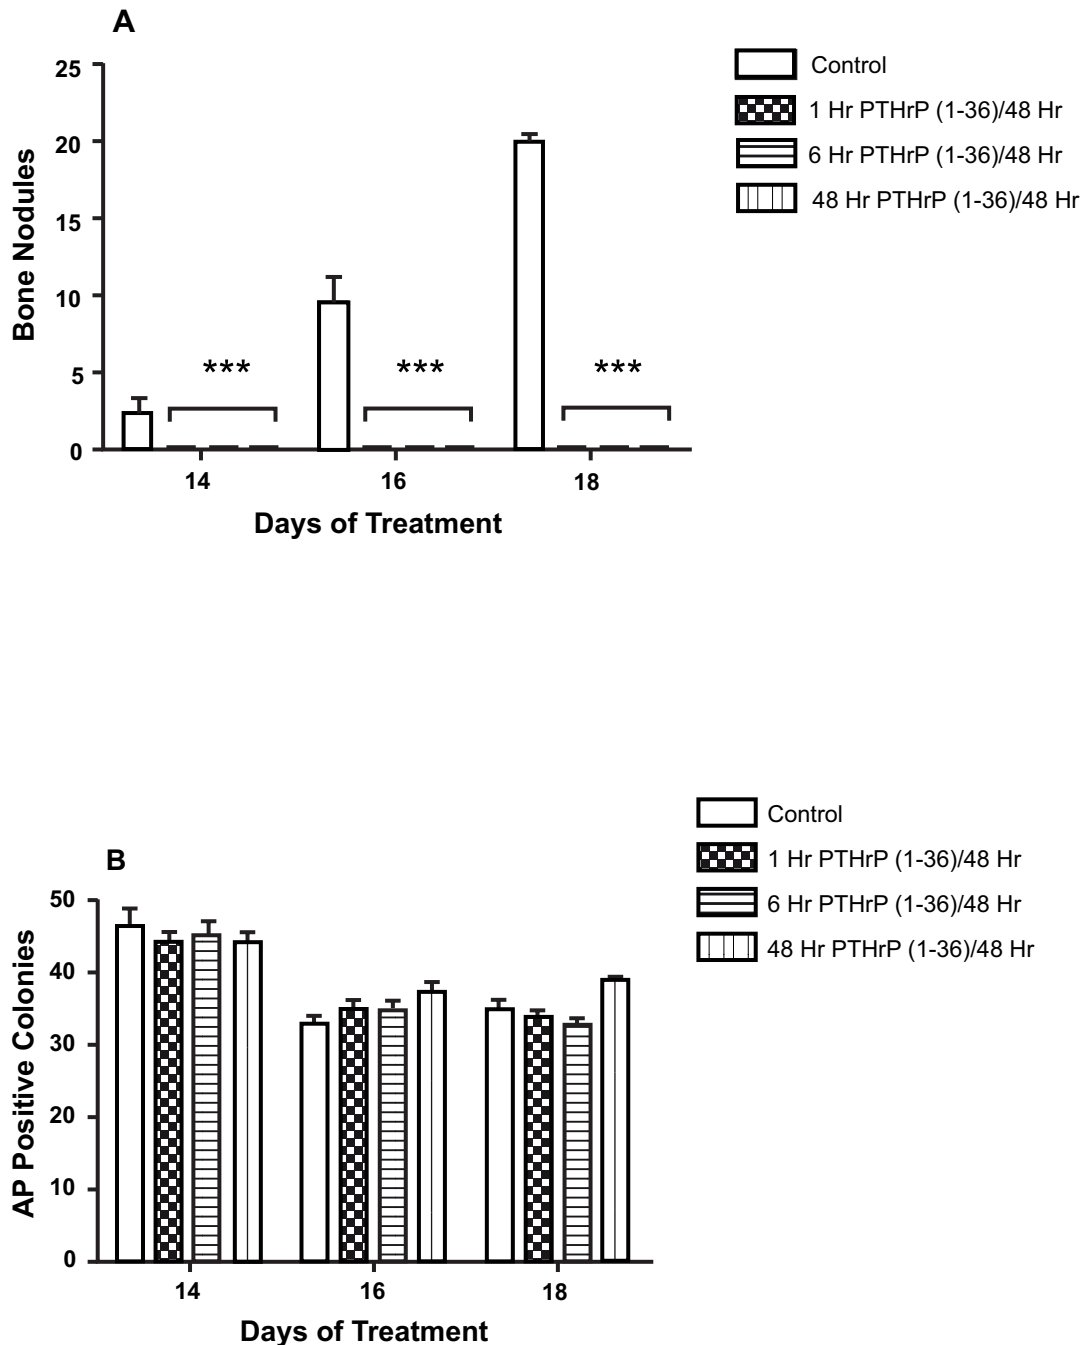 A
25
20
15
10
5
0
Bone Nodules
***
***
***
14
16
18
Days of Treatment
Control
1 Hr PTHrP (1-36)/48 Hr
6 Hr PTHrP (1-36)/48 Hr
48 Hr PTHrP (1-36)/48 Hr
B
50
40
30
20
10
0
AP Positive Colonies
14
16
18
Days of Treatment
Control
1 Hr PTHrP (1-36)/48 Hr
6 Hr PTHrP (1-36)/48 Hr
48 Hr PTHrP (1-36)/48 Hr